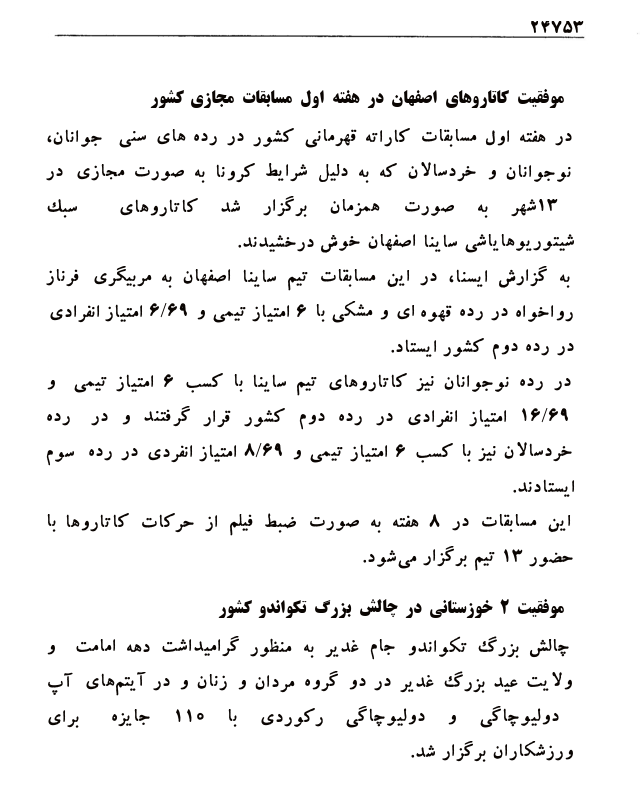 ۲۴۷۵۳
موفقیت کاتاروهای اصفهان در هفته اول مسابقات مجازی کشور
در هفته اول مسابقات کاراته قهرمانی کشور در رده های سنی جوانان،
نوجوانان و خردسالان که به دلیل شرایط کرونا به صورت مجازی در
۱۳شهر به صورت همزمان برگزار شد کاتاروهای سبك
شیتوریوهایاشی ساینا اصفهان خوش درخشیدند.
به گزارش ایسنا، در این مسابقات تیم ساینا اصفهان به مربیگری فرناز
رواخواه در رده قهوه ای و مشکی با ۶ امتیاز تیمی و ۶/۶۹ امتیاز انفرادی
در رده دوم کشور ایستاد.
در رده نوجوانان نیز کاتاروهای تیم ساینا با کسب ۶ امتیاز تیمی و
۱۶/۶۹ امتیاز انفرادی در رده دوم کشور قرار گرفتند و در رده
خردسالان نیز با کسب ۶ امتیاز تیمی و ۸/۶۹ امتیاز انفردی در رده سوم
ایستادند.
این مسابقات در ۸ هفته به صورت ضبط فیلم از حرکات کاتاروها با
حضور ۱۳ تیم برگزار می‌شود.
موفقیت ۲ خوزستانی در چالش بزرگ تکواندو کشور
چالش بزرگ تکواندو جام غدیر به منظور گرامیداشت دهه امامت و
ولایت عید بزرگ غدیر در دو گروه مردان و زنان و در آیتم‌های آپ
دولیوچاگی و دولیوچاگی رکوردی با ۱۱۰ جایزه برای
ورزشکاران برگزار شد.